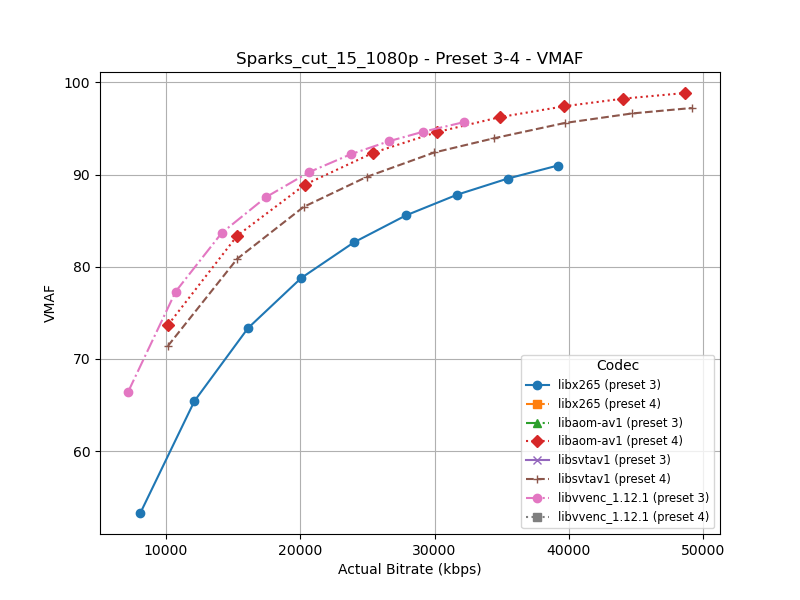 Sparks_cut_15_1080p - Preset 3-4 - VMAF
100
90
80
70
60
VMAF
10000
20000
30000
40000
50000
Actual Bitrate (kbps)
Codec
libx265 (preset 3)
libx265 (preset 4)
libaom-av1 (preset 3)
libaom-av1 (preset 4)
libsvtav1 (preset 3)
libsvtav1 (preset 4)
libvvenc_1.12.1 (preset 3)
libvvenc_1.12.1 (preset 4)